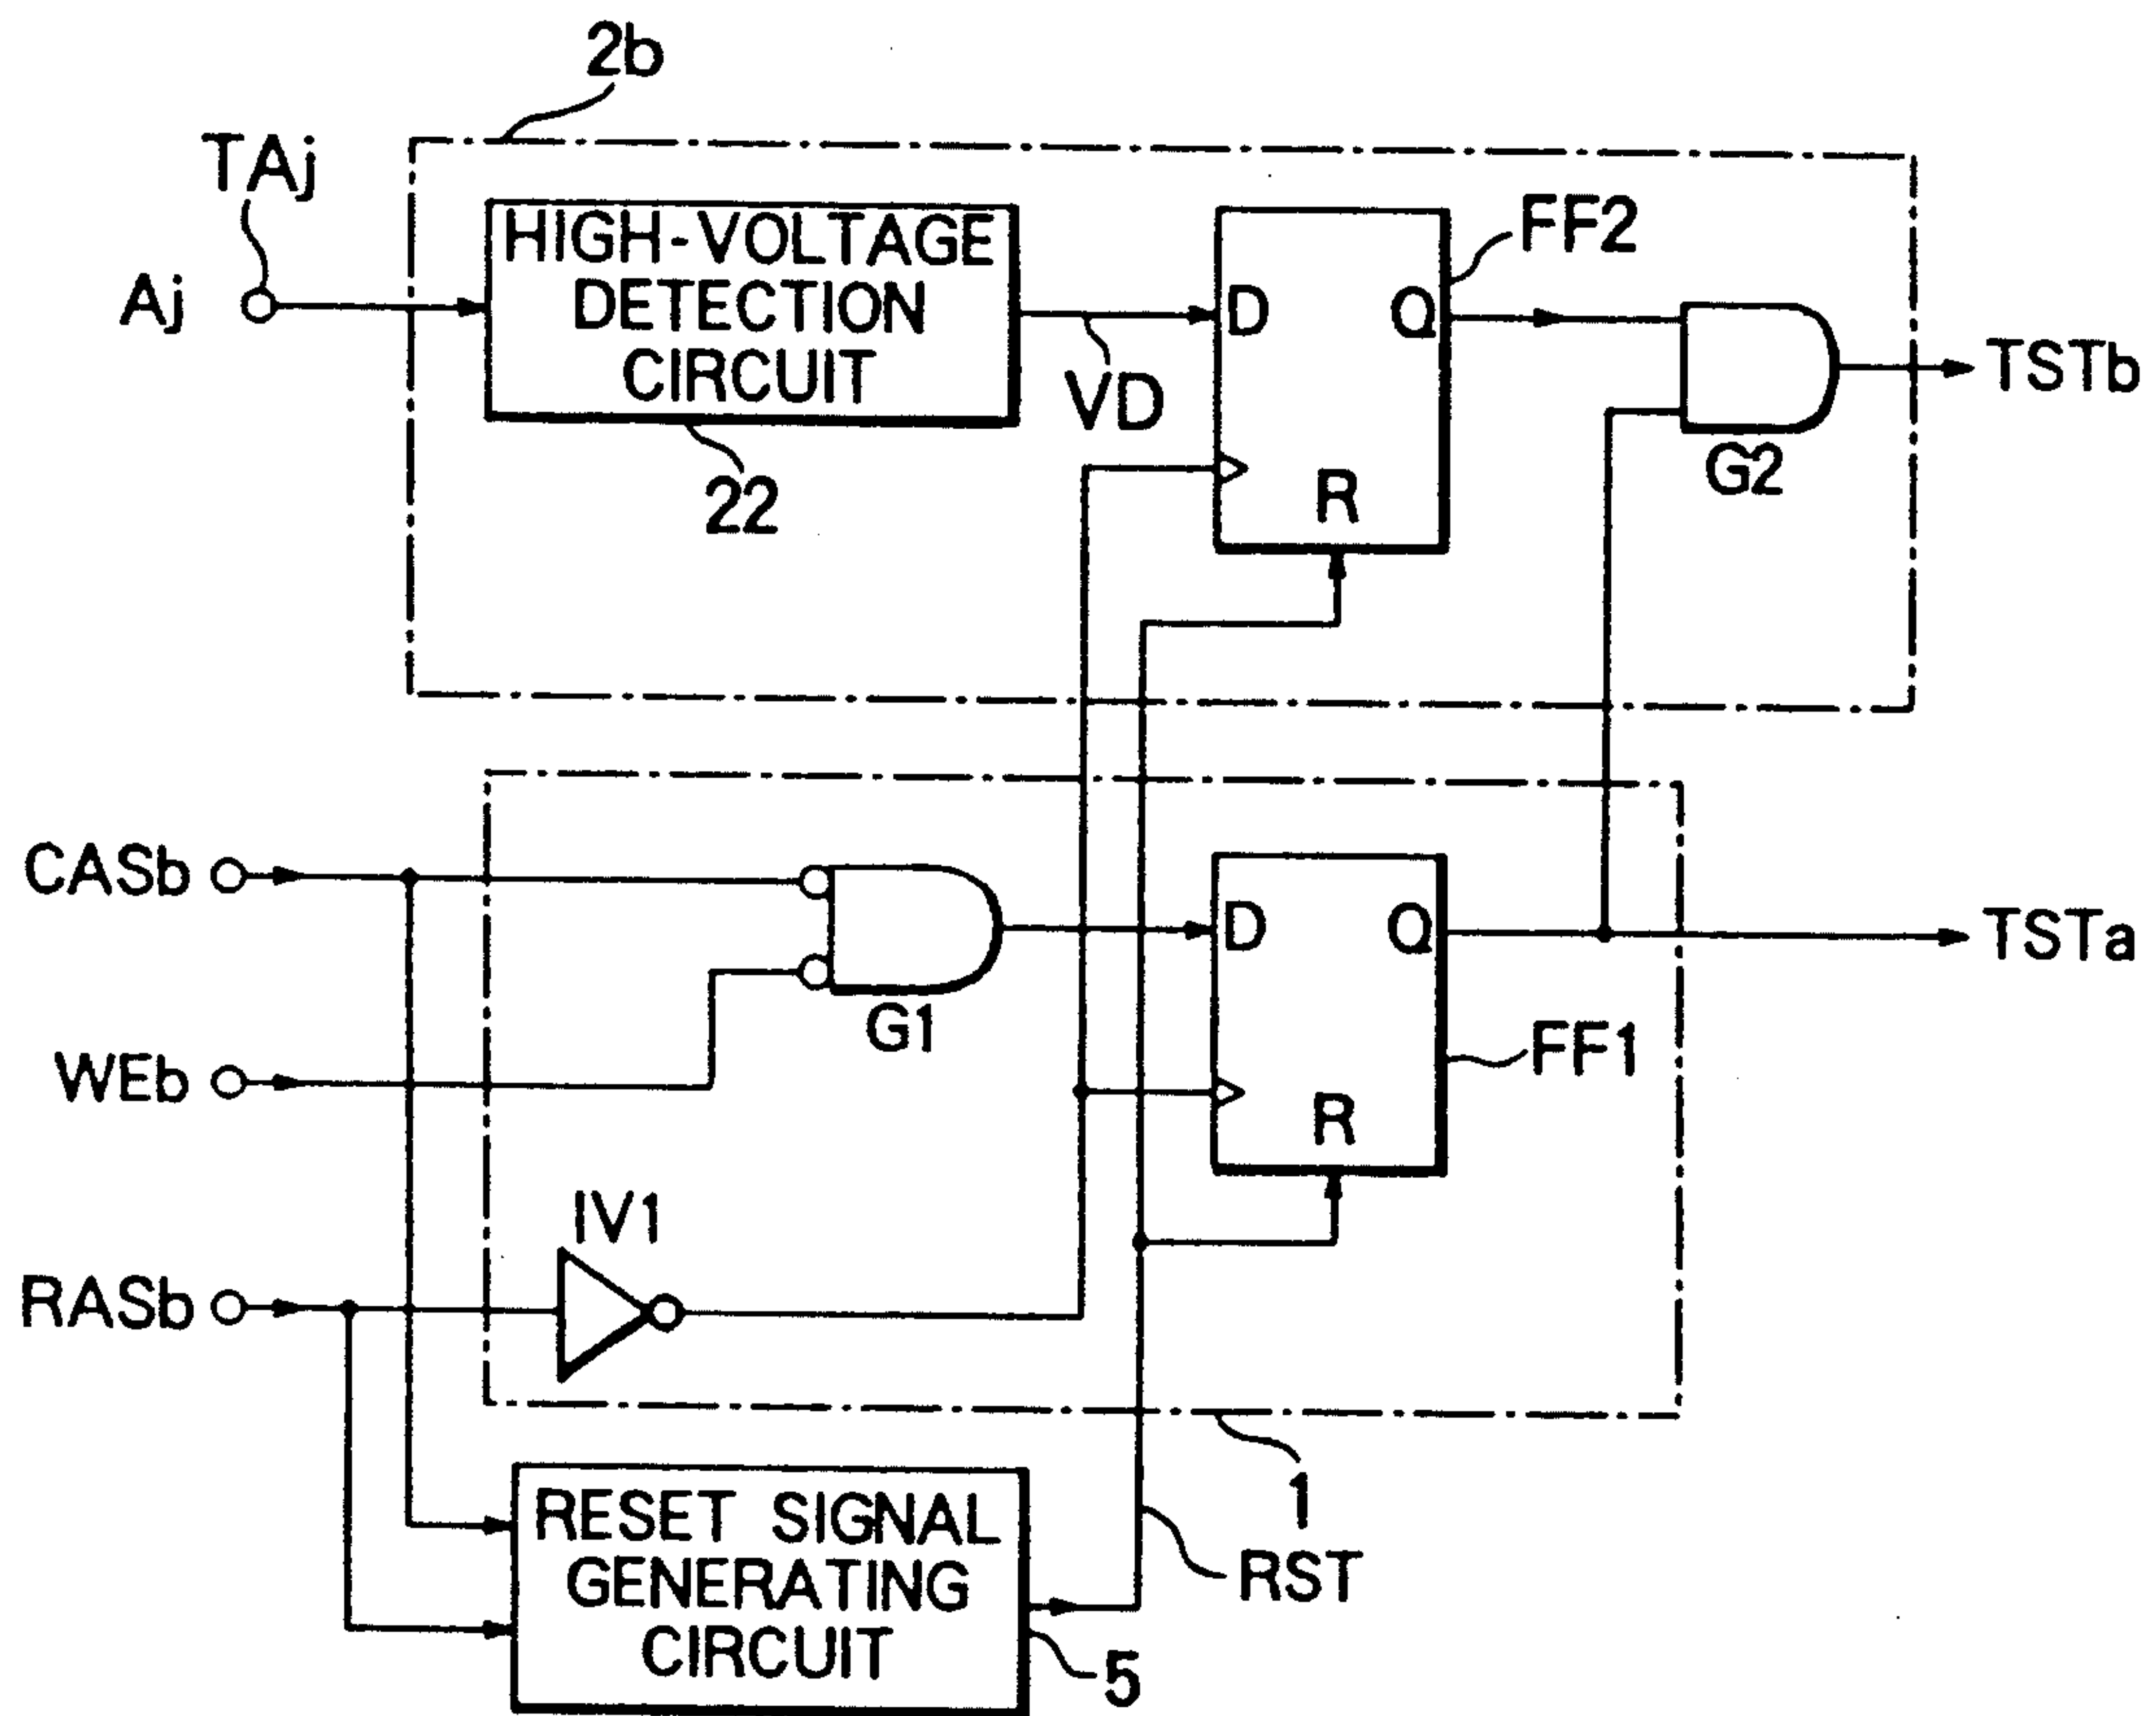 2b
TAj
Aj
HIGH-VOLTAGE
DETECTION
CIRCUIT
22
VD
D
Q
R
FF2
G2
TSTb
CASb
WEb
G1
D
Q
R
FF1
TSTa
IV1
RASb
1
RESET SIGNAL
GENERATING
CIRCUIT
RST
5